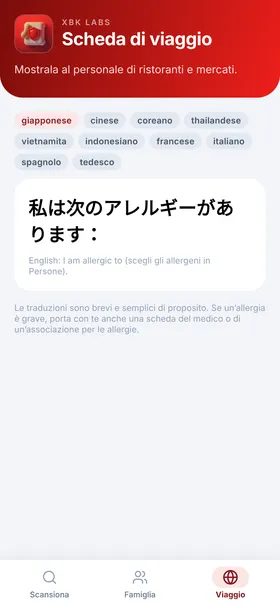 XBK LABS
Scheda di viaggio
Mostrala al personale di ristoranti e mercati.
giapponese cinese coreano thailandese
vietnamita indonesiano francese italiano
spagnolo tedesco
私は次のアレルギーがあ
ります：
English: I am allergic to (scegli gli allergeni in
Persone).
Le traduzioni sono brevi e semplici di proposito. Se un'allergia
è grave, porta con te anche una scheda del medico o di
un'associazione per le allergie.
Scansiona Famiglia Viaggio